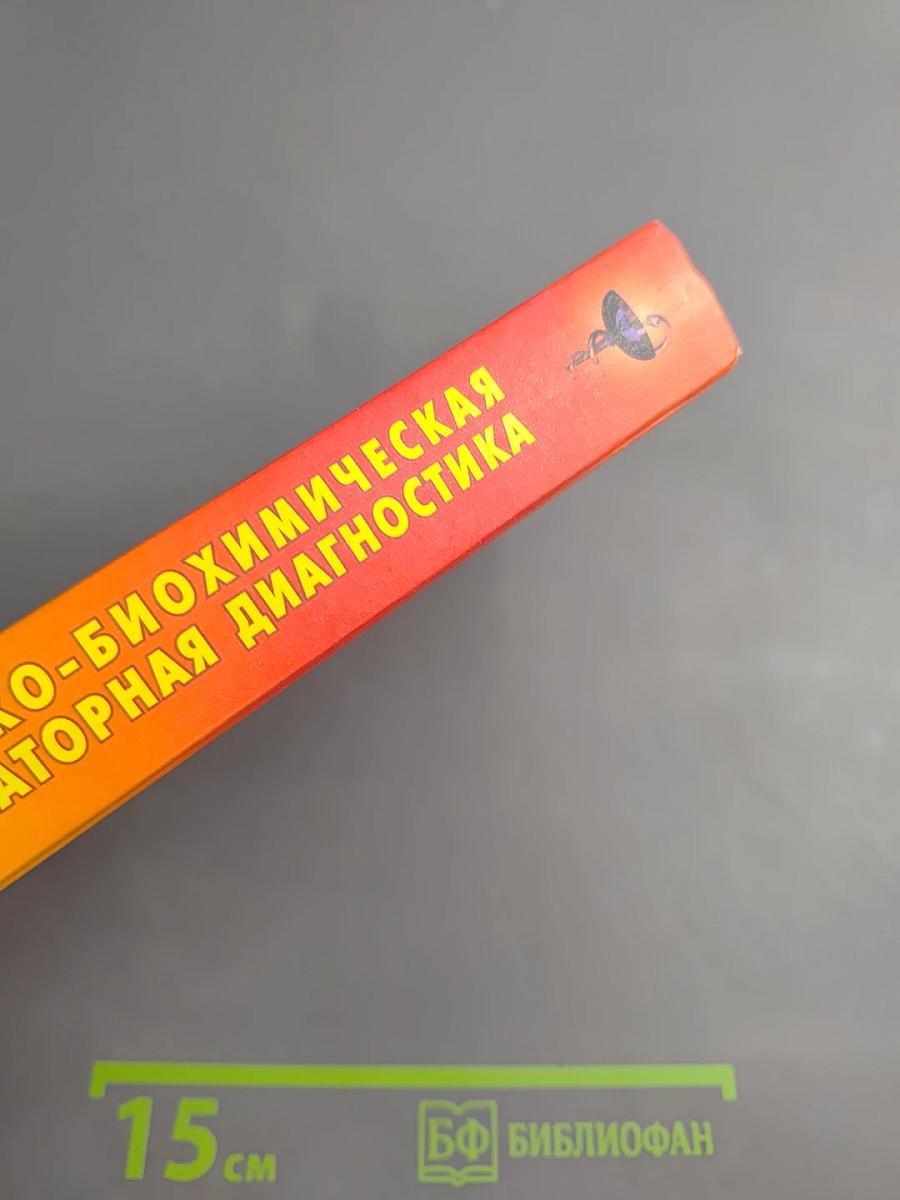 КО-БИОХИМИЧЕСКАЯ
АТОРНАЯ ДИАГНОСТИКА
15 см
БФ БИБЛИОФАН